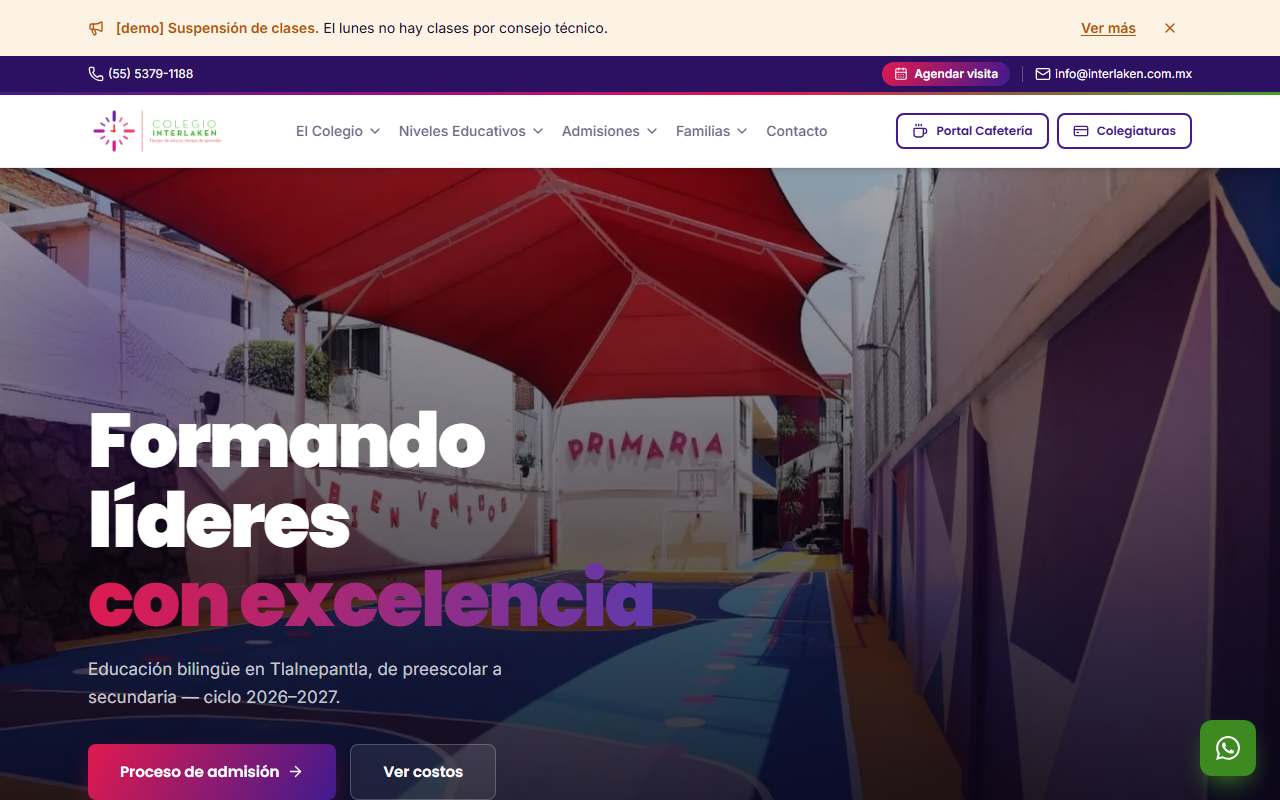 [demo] Suspensión de clases. El lunes no hay clases por consejo técnico.
Ver más
(55) 5379-1188
Agendar visita
info@interlaken.com.mx
COLEGIO
INTERLAKEN
El Colegio
Niveles Educativos
Admisiones
Familias
Contacto
Portal Cafetería
Colegiaturas
PRIMARIA
BIENVENIDOS
Formando
líderes
con excelencia
Educación bilingüe en Tlalnepantla, de preescolar a
secundaria — ciclo 2026–2027.
Proceso de admisión
Ver costos